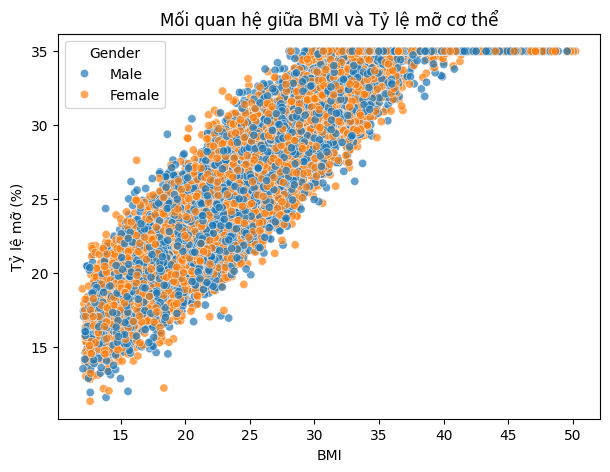 Mối quan hệ giữa BMI và Tỷ lệ mỡ cơ thể
Gender
Male
Female
Tỷ lệ mỡ (%)
35
30
25
20
15
15 20 25 30 35 40 45 50
BMI